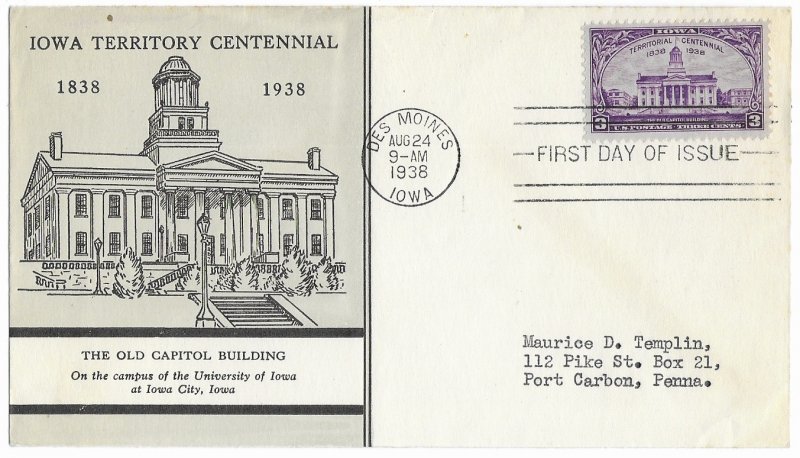 IOWA TERRITORY CENTENNIAL
1838 1938
THE OLD CAPITOL BUILDING
On the campus of the University of Iowa
at Iowa City, Iowa
DES MOINES
AUG 24
9-AM
1938
IOWA
IOWA
TERRITORIAL CENTENNIAL
1838 1938
3 U.S. POSTAGE THREE CENTS 3
FIRST DAY OF ISSUE
Maurice D. Templin,
112 Pike St. Box 21,
Port Carbon, Penna.